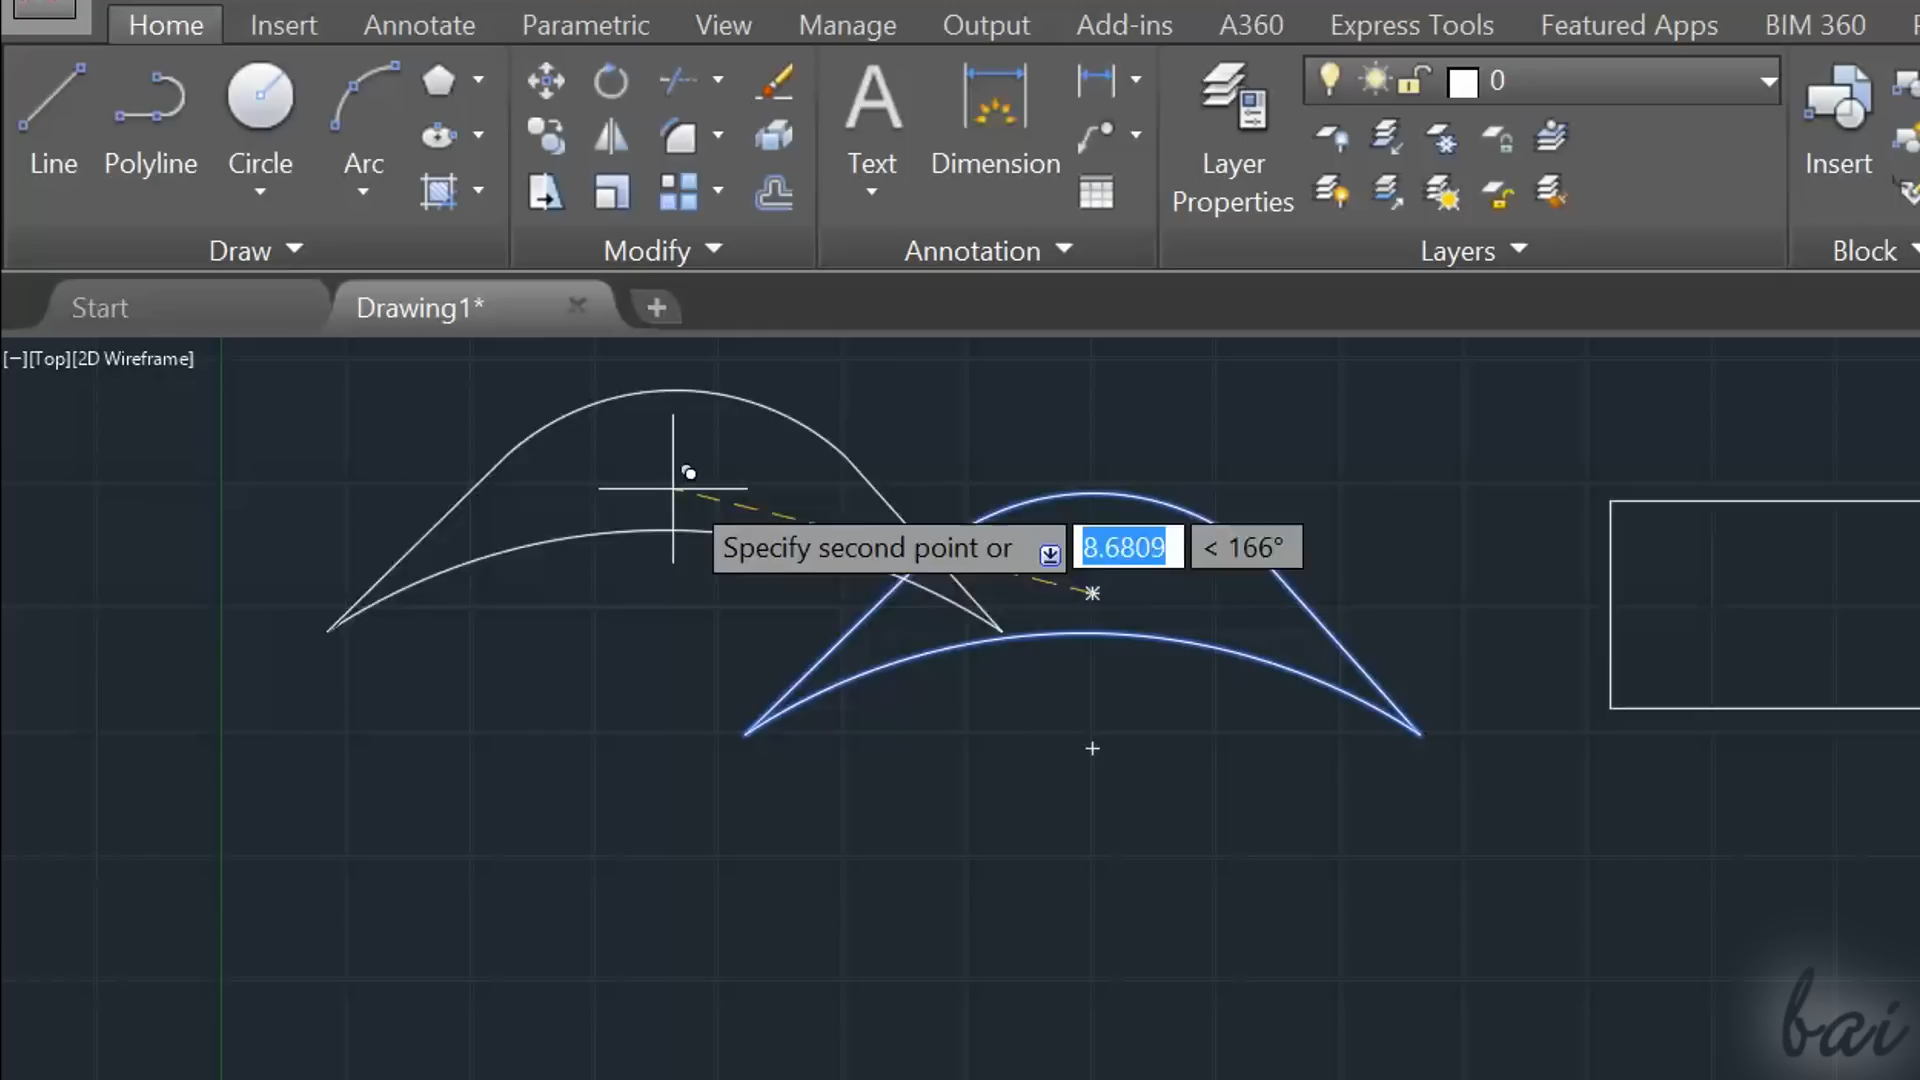 Home Insert Annotate Parametric View Manage Output Add-ins A360 Express Tools Featured Apps BIM 360
Line Polyline Circle Arc Text Dimension Layer Properties 0 Insert
Draw Modify Annotation Layers Block
Start Drawing1*
[−][Top][2D Wireframe]
Specify second point or 8.6809 < 166°
bai